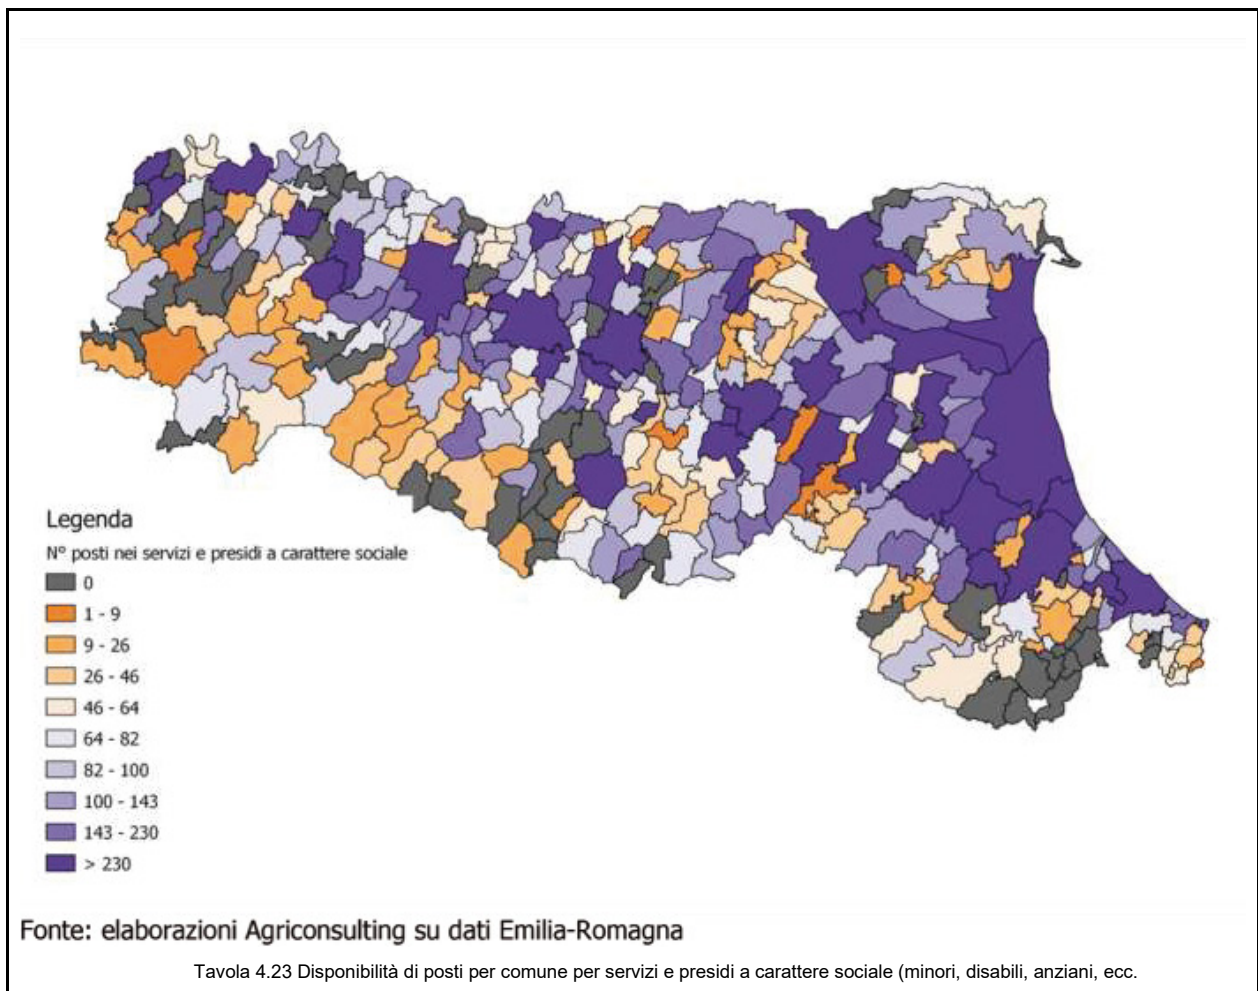 Legenda
N° posti nei servizi e presidi a carattere sociale
0
1 - 9
9 - 26
26 - 46
46 - 64
64 - 82
82 - 100
100 - 143
143 - 230
> 230
Fonte: elaborazioni Agriconsulting su dati Emilia-Romagna
Tavola 4.23 Disponibilità di posti per comune per servizi e presidi a carattere sociale (minori, disabili, anziani, ecc.